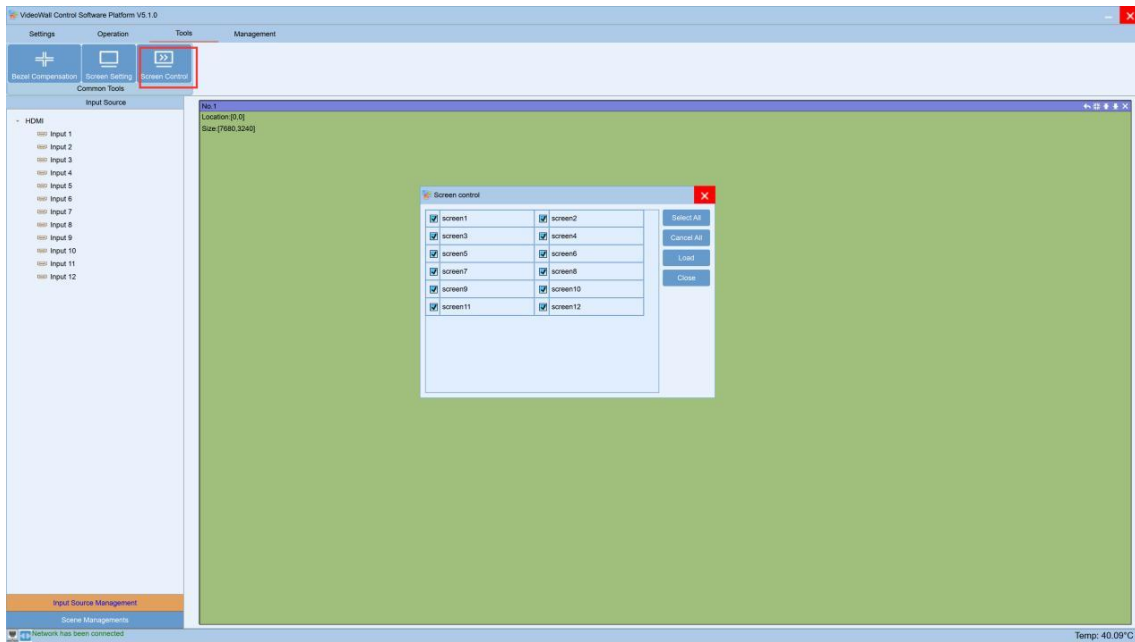 VideoWall Control Software Platform V5.1.0
Settings Operation Tools Management
Bezel Compensation Screen Setting Screen Control
Common Tools
Input Source
- HDMI
Input 1
Input 2
Input 3
Input 4
Input 5
Input 6
Input 7
Input 8
Input 9
Input 10
Input 11
Input 12
Input Source Management
Scene Managements
No.1
Location:[0,0]
Size:[7680,3240]
Screen control
screen1 screen2
screen3 screen4
screen5 screen6
screen7 screen8
screen9 screen10
screen11 screen12
Select All
Cancel All
Load
Close
Network has been connected
Temp: 40.09°C